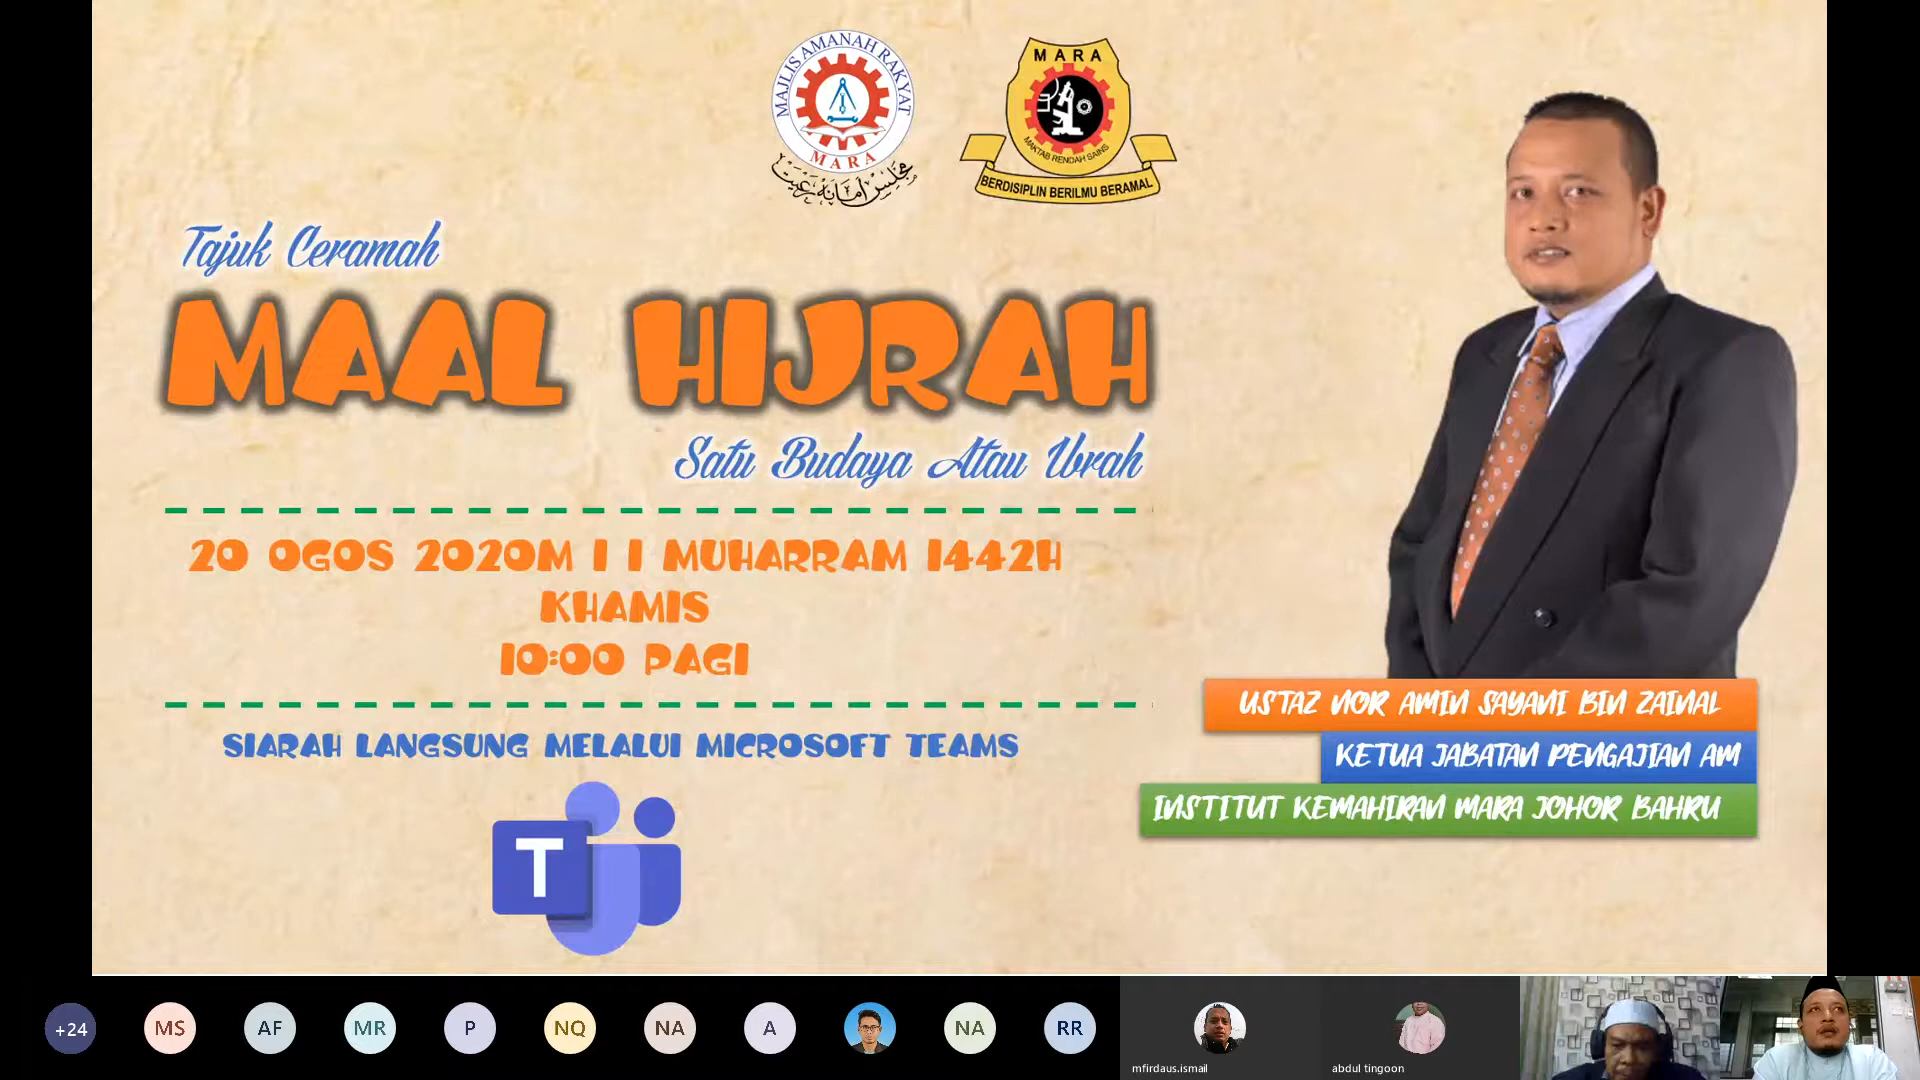 MAJLIS AMANAH RAKYAT
MARA
مجلس أمانه رعيت
MARA
MAKTAB RENDAH SAINS
BERDISIPLIN BERILMU BERAMAL
Tajuk Ceramah
MAAL HIJRAH
Satu Budaya Atau Ibrah
20 OGOS 2020M | 1 MUHARRAM 1442H
KHAMIS
10:00 PAGI
SIARAH LANGSUNG MELALUI MICROSOFT TEAMS
T
USTAZ NOR AMIN SAYANI BIN ZAINAL
KETUA JABATAN PENGAJIAN AM
INSTITUT KEMAHIRAN MARA JOHOR BAHRU
+24
MS
AF
MR
P
NQ
NA
A
NA
RR
mfirdaus.ismail
abdul tingoon